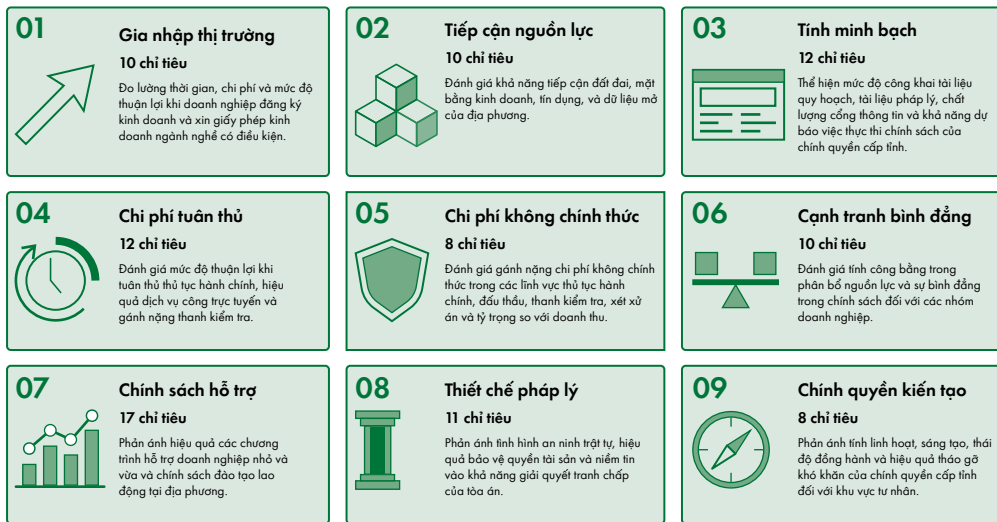 01
Gia nhập thị trường
10 chỉ tiêu
Đo lường thời gian, chi phí và mức độ
thuận lợi khi doanh nghiệp đăng ký
kinh doanh và xin giấy phép kinh
doanh ngành nghề có điều kiện.
02
Tiếp cận nguồn lực
10 chỉ tiêu
Đánh giá khả năng tiếp cận đất đai, mặt
bằng kinh doanh, tín dụng, và dữ liệu mở
của địa phương.
03
Tính minh bạch
12 chỉ tiêu
Thể hiện mức độ công khai tài liệu
quy hoạch, tài liệu pháp lý, chất
lượng cổng thông tin và khả năng dự
báo việc thực thi chính sách của
chính quyền cấp tỉnh.
04
Chi phí tuân thủ
12 chỉ tiêu
Đánh giá mức độ thuận lợi khi
tuân thủ thủ tục hành chính, hiệu
quả dịch vụ công trực tuyến và
gánh nặng thanh kiểm tra.
05
Chi phí không chính thức
8 chỉ tiêu
Đánh giá gánh nặng chi phí không chính
thức trong các lĩnh vực thủ tục hành
chính, đấu thầu, thanh kiểm tra, xét xử
án và tỷ trọng so với doanh thu.
06
Cạnh tranh bình đẳng
10 chỉ tiêu
Đánh giá tính công bằng trong
phân bổ nguồn lực và sự bình đẳng
trong chính sách đối với các nhóm
doanh nghiệp.
07
Chính sách hỗ trợ
17 chỉ tiêu
Phản ánh hiệu quả các chương
trình hỗ trợ doanh nghiệp nhỏ và
vừa và chính sách đào tạo lao
động tại địa phương.
08
Thiết chế pháp lý
11 chỉ tiêu
Phản ánh tình hình an ninh trật tự, hiệu
quả bảo vệ quyền tài sản và niềm tin
vào khả năng giải quyết tranh chấp
của tòa án.
09
Chính quyền kiến tạo
8 chỉ tiêu
Phản ánh tính linh hoạt, sáng tạo, thái
độ đồng hành và hiệu quả tháo gỡ
khó khăn của chính quyền cấp tỉnh
đối với khu vực tư nhân.